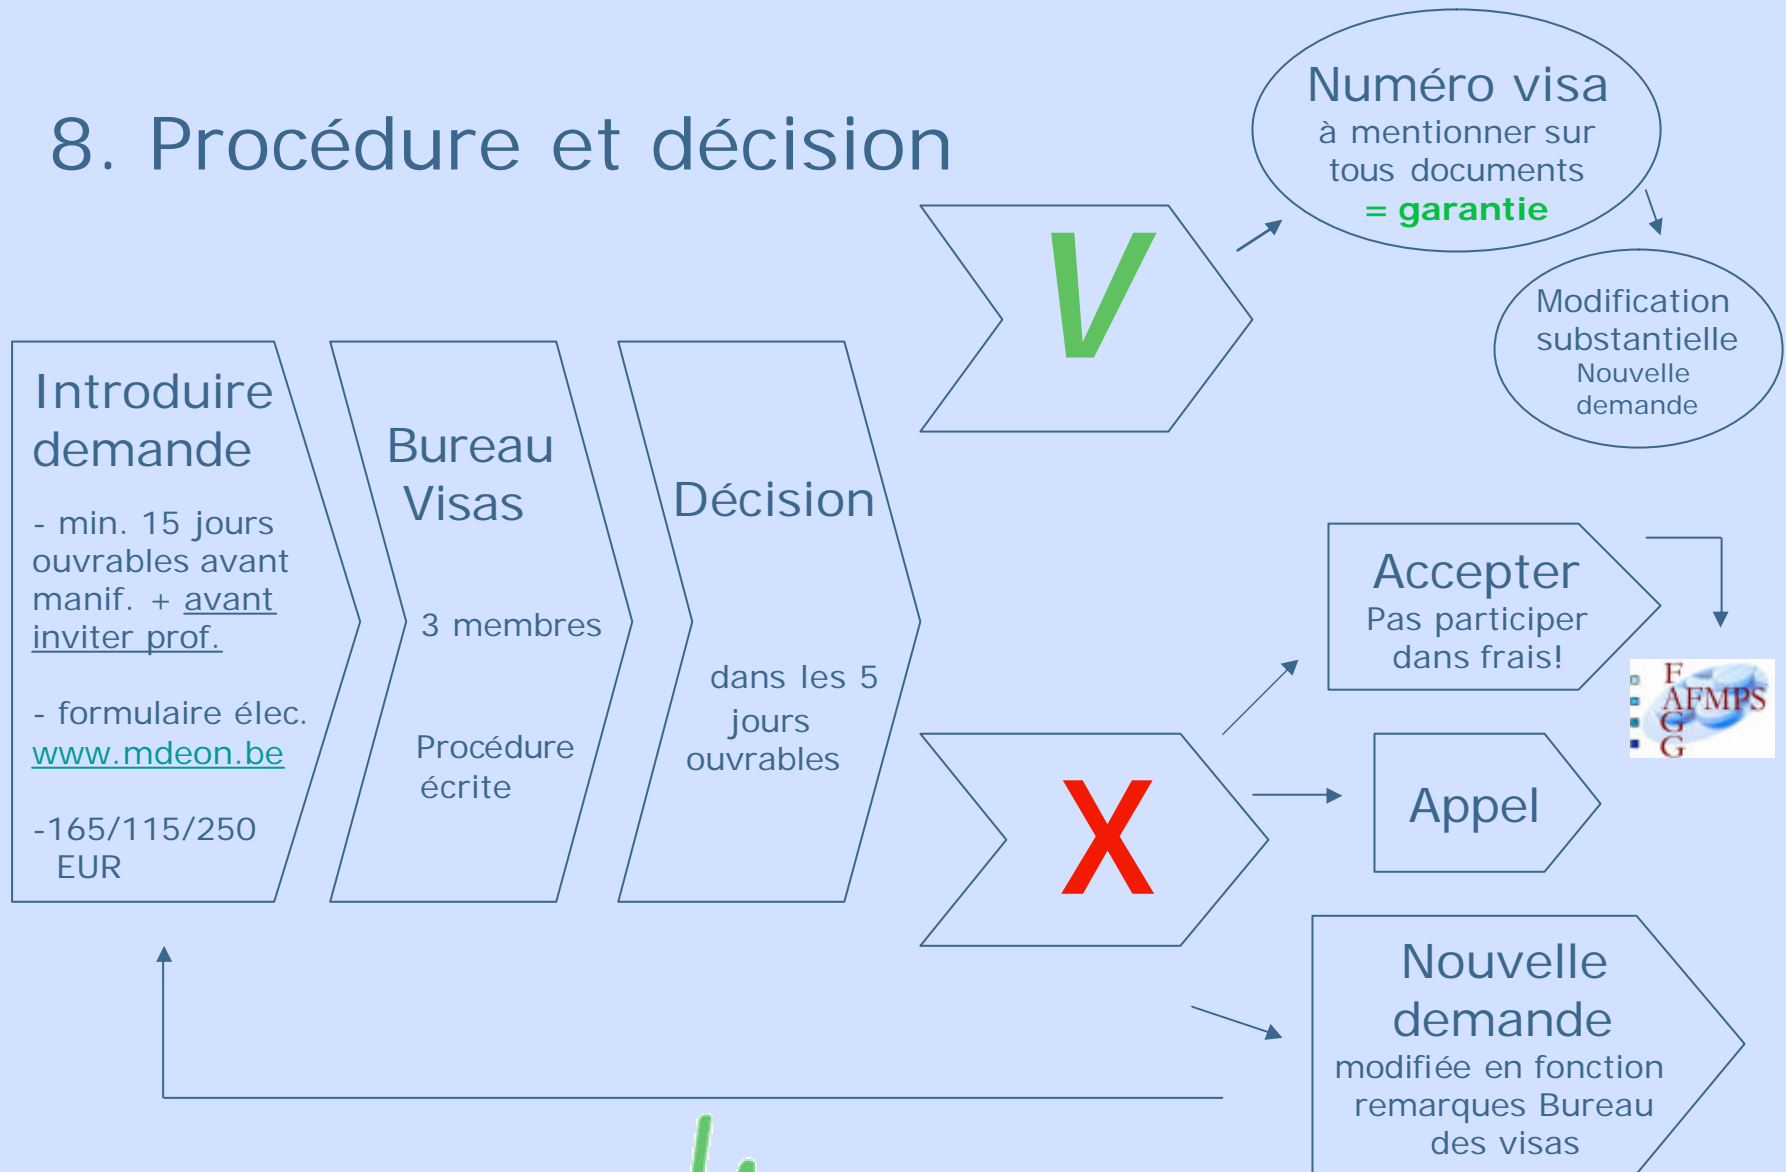 8. Procédure et décision
Introduire
demande
- min. 15 jours
ouvrables avant
manif. + avant
inviter prof.
- formulaire élec.
www.mdeon.be
-165/115/250
EUR
Bureau
Visas
3 membres
Procédure
écrite
Décision
dans les 5
jours
ouvrables
V
Numéro visa
à mentionner sur
tous documents
= garantie
Modification
substantielle
Nouvelle
demande
X
Accepter
Pas participer
dans frais!
F
AFMPS
G
G
Appel
Nouvelle
demande
modifiée en fonction
remarques Bureau
des visas